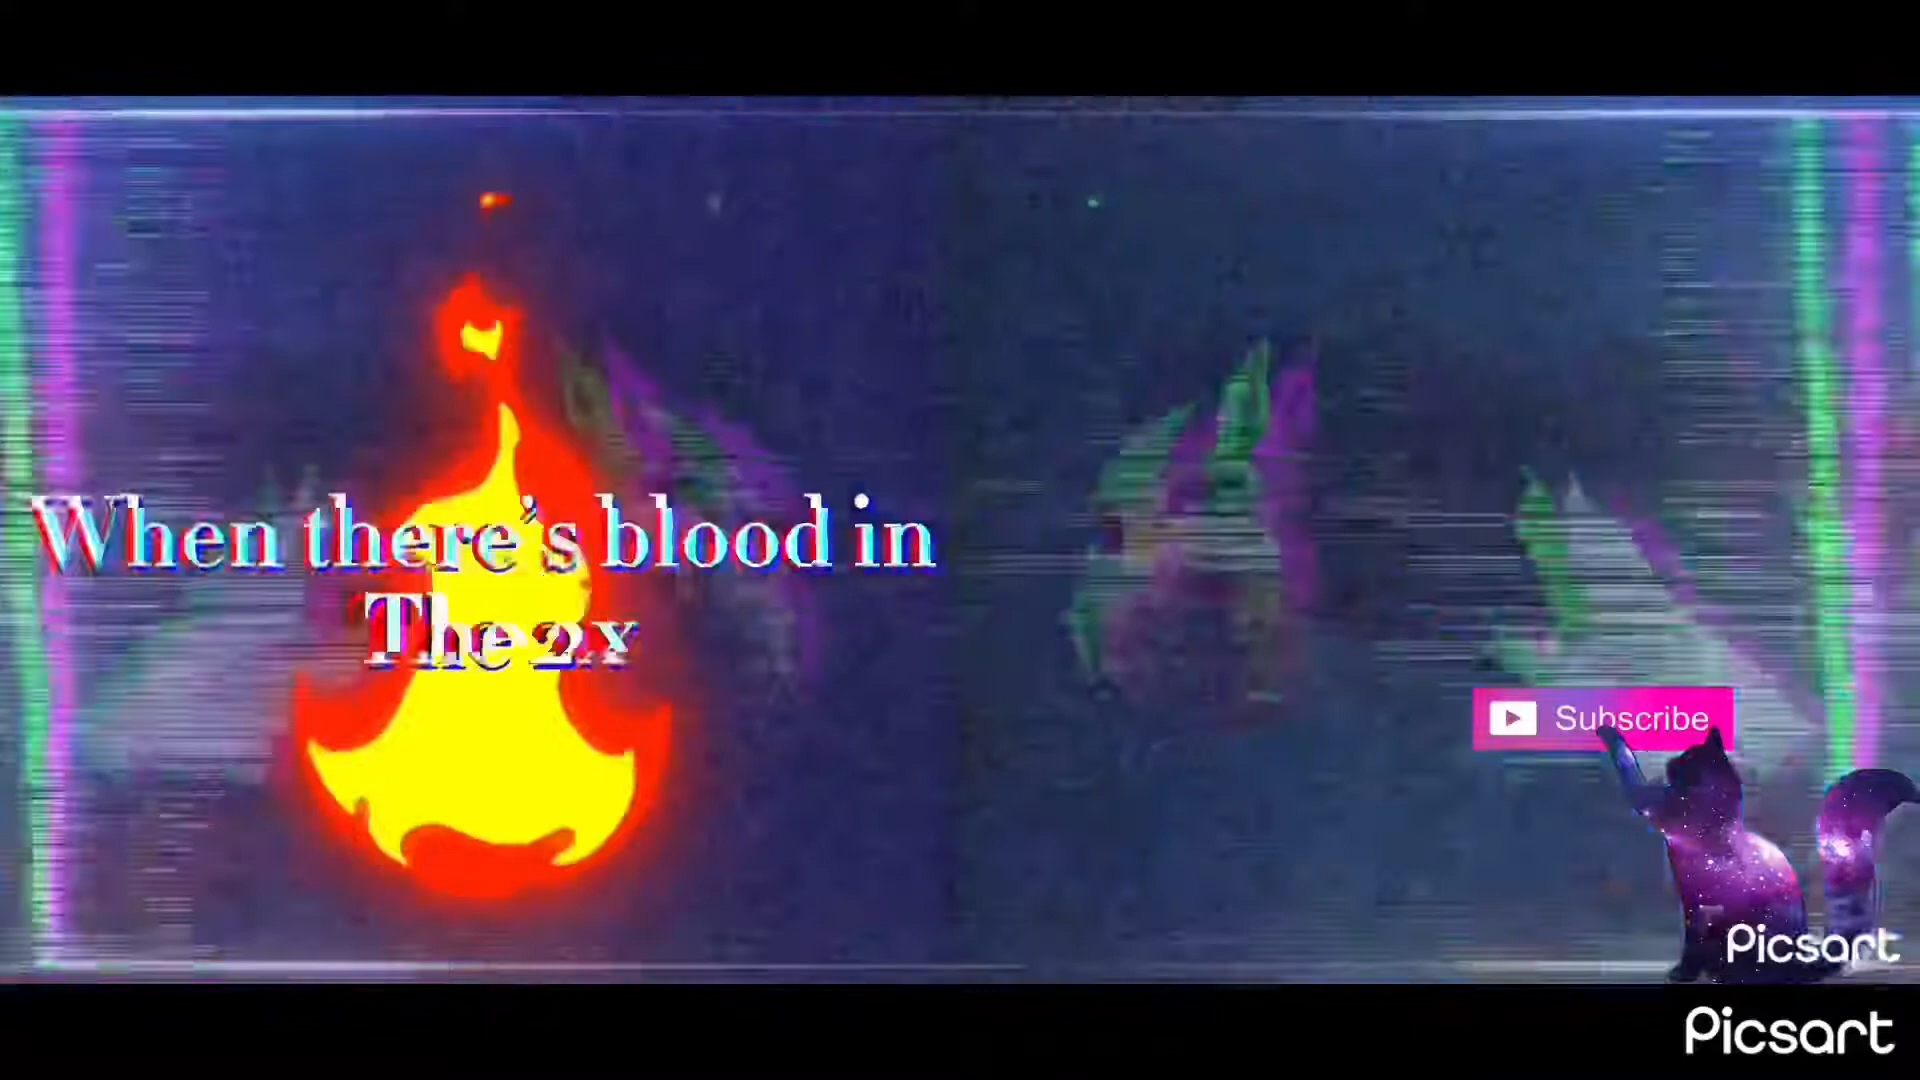 When there's blood in
The 2x
Subscribe
Picsart
Picsart